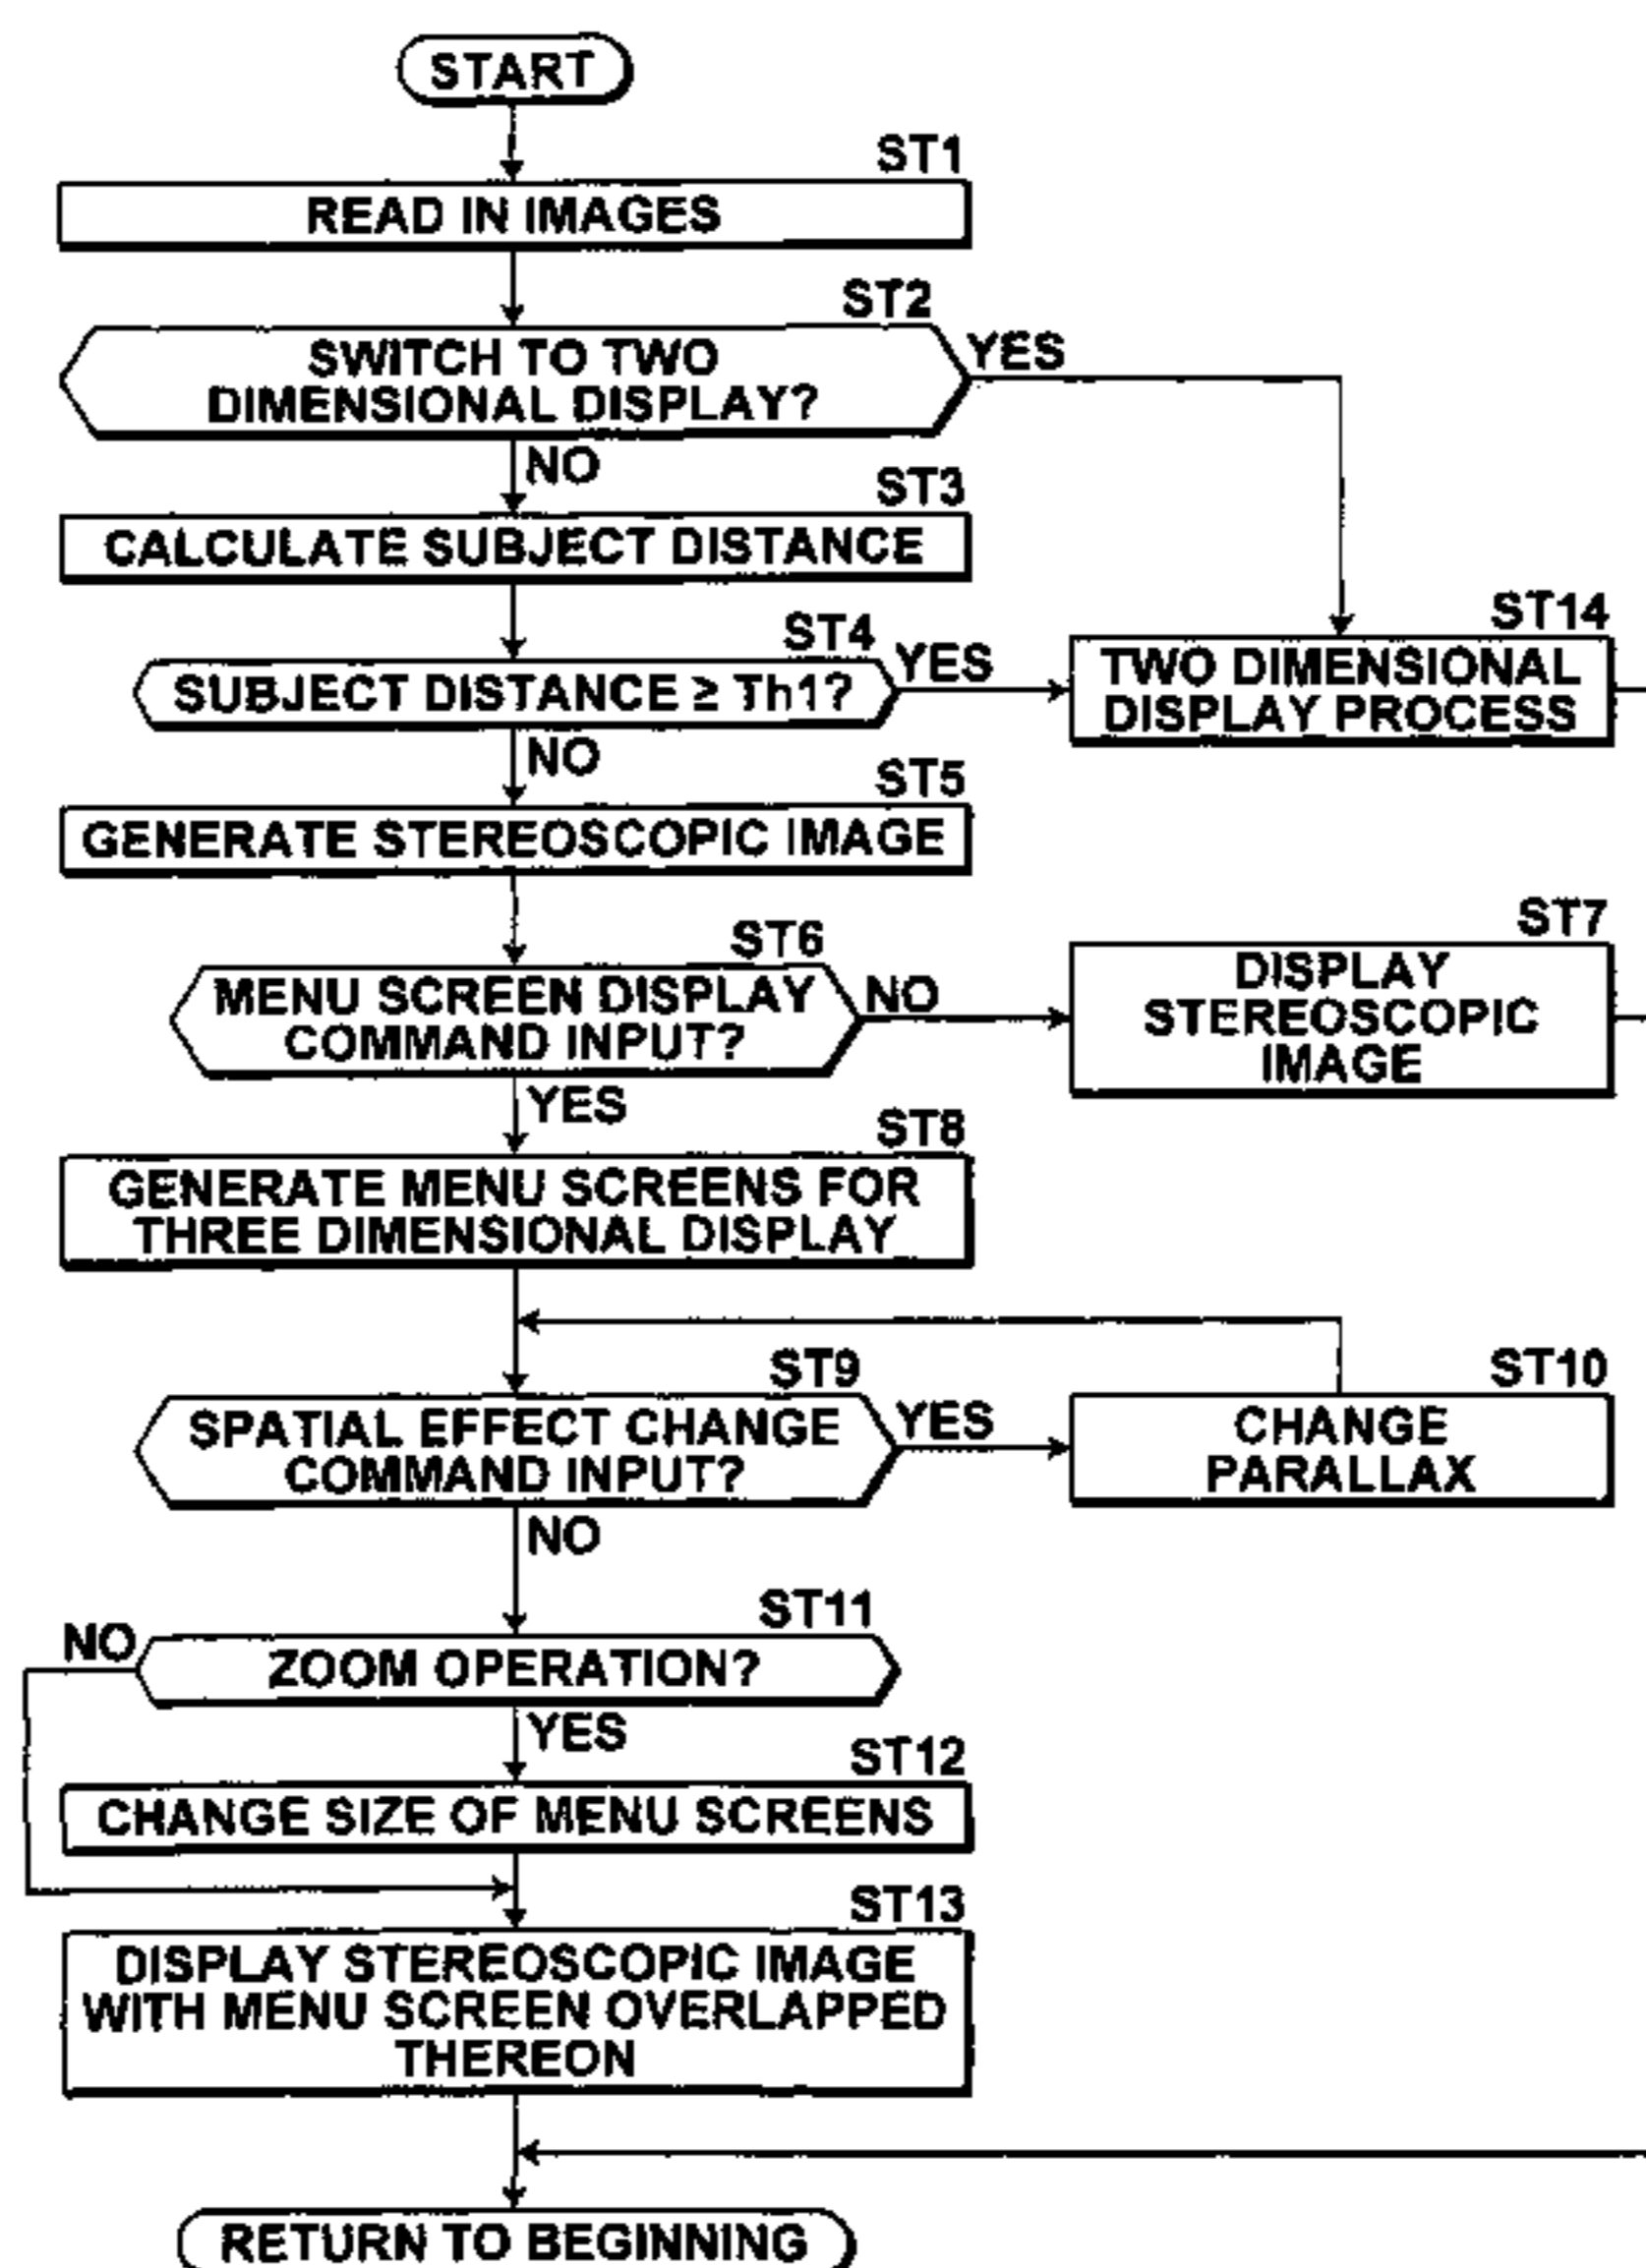 START
ST1
READ IN IMAGES
ST2
SWITCH TO TWO
DIMENSIONAL DISPLAY?
YES
NO
ST3
CALCULATE SUBJECT DISTANCE
ST4
SUBJECT DISTANCE ≥ Th1?
YES
ST14
TWO DIMENSIONAL
DISPLAY PROCESS
NO
ST5
GENERATE STEREOSCOPIC IMAGE
ST6
MENU SCREEN DISPLAY
COMMAND INPUT?
NO
ST7
DISPLAY
STEREOSCOPIC
IMAGE
YES
ST8
GENERATE MENU SCREENS FOR
THREE DIMENSIONAL DISPLAY
ST9
SPATIAL EFFECT CHANGE
COMMAND INPUT?
YES
ST10
CHANGE
PARALLAX
NO
ST11
NO
ZOOM OPERATION?
YES
ST12
CHANGE SIZE OF MENU SCREENS
ST13
DISPLAY STEREOSCOPIC IMAGE
WITH MENU SCREEN OVERLAPPED
THEREON
RETURN TO BEGINNING